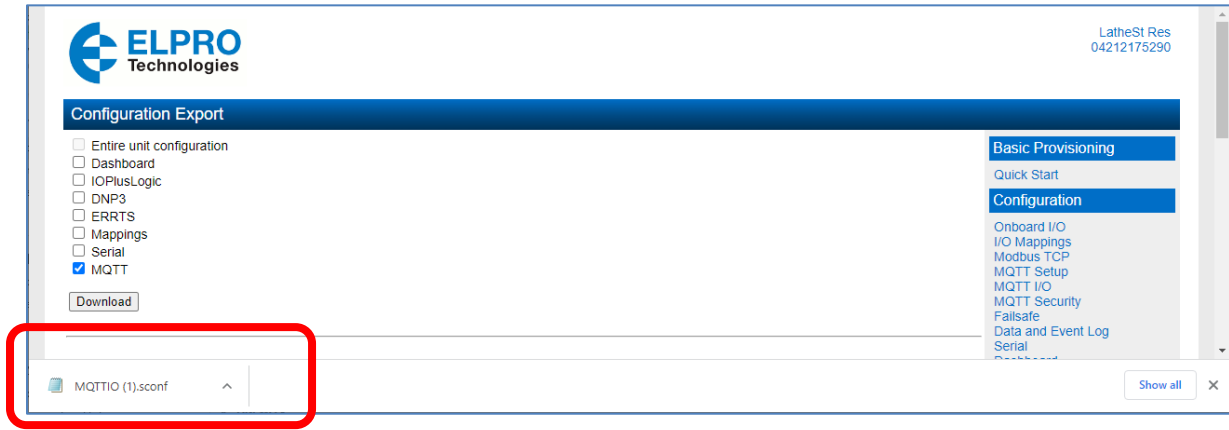 ELPRO
Technologies
LatheSt Res
04212175290
Configuration Export
Entire unit configuration
Dashboard
IOPlusLogic
DNP3
ERRTS
Mappings
Serial
MQTT
Download
Basic Provisioning
Quick Start
Configuration
Onboard I/O
I/O Mappings
Modbus TCP
MQTT Setup
MQTT I/O
MQTT Security
Failsafe
Data and Event Log
Serial
Dashboard
MQTTIO (1).sconf
Show all